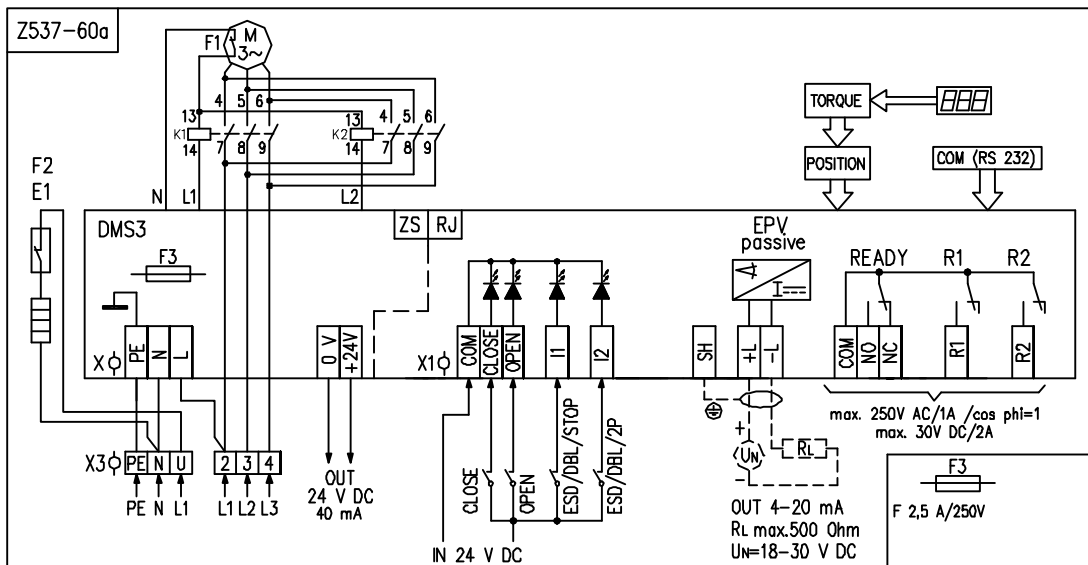 Z537-60a
F1
M
3~
4 5 6
13
K1
14
7 8 9
13
K2
14
4 5 6
7 8 9
TORQUE
POSITION
COM (RS 232)
F2
E1
N
L1
L2
DMS3
F3
ZS
RJ
EPV
passive
READY
R1
R2
X
PE
N
L
0 V
+24V
X1
COM
CLOSE
OPEN
I1
I2
SH
+L
-L
COM
NO
NC
R1
R2
max. 250V AC/1A /cos phi=1
max. 30V DC/2A
X3
PE N U
2 3 4
PE N L1
L1 L2 L3
OUT
24 V DC
40 mA
CLOSE
OPEN
ESD/DBL/STOP
ESD/DBL/2P
IN 24 V DC
+
UN
-
RL
OUT 4-20 mA
RL max.500 Ohm
UN=18-30 V DC
F3
F 2,5 A/250V